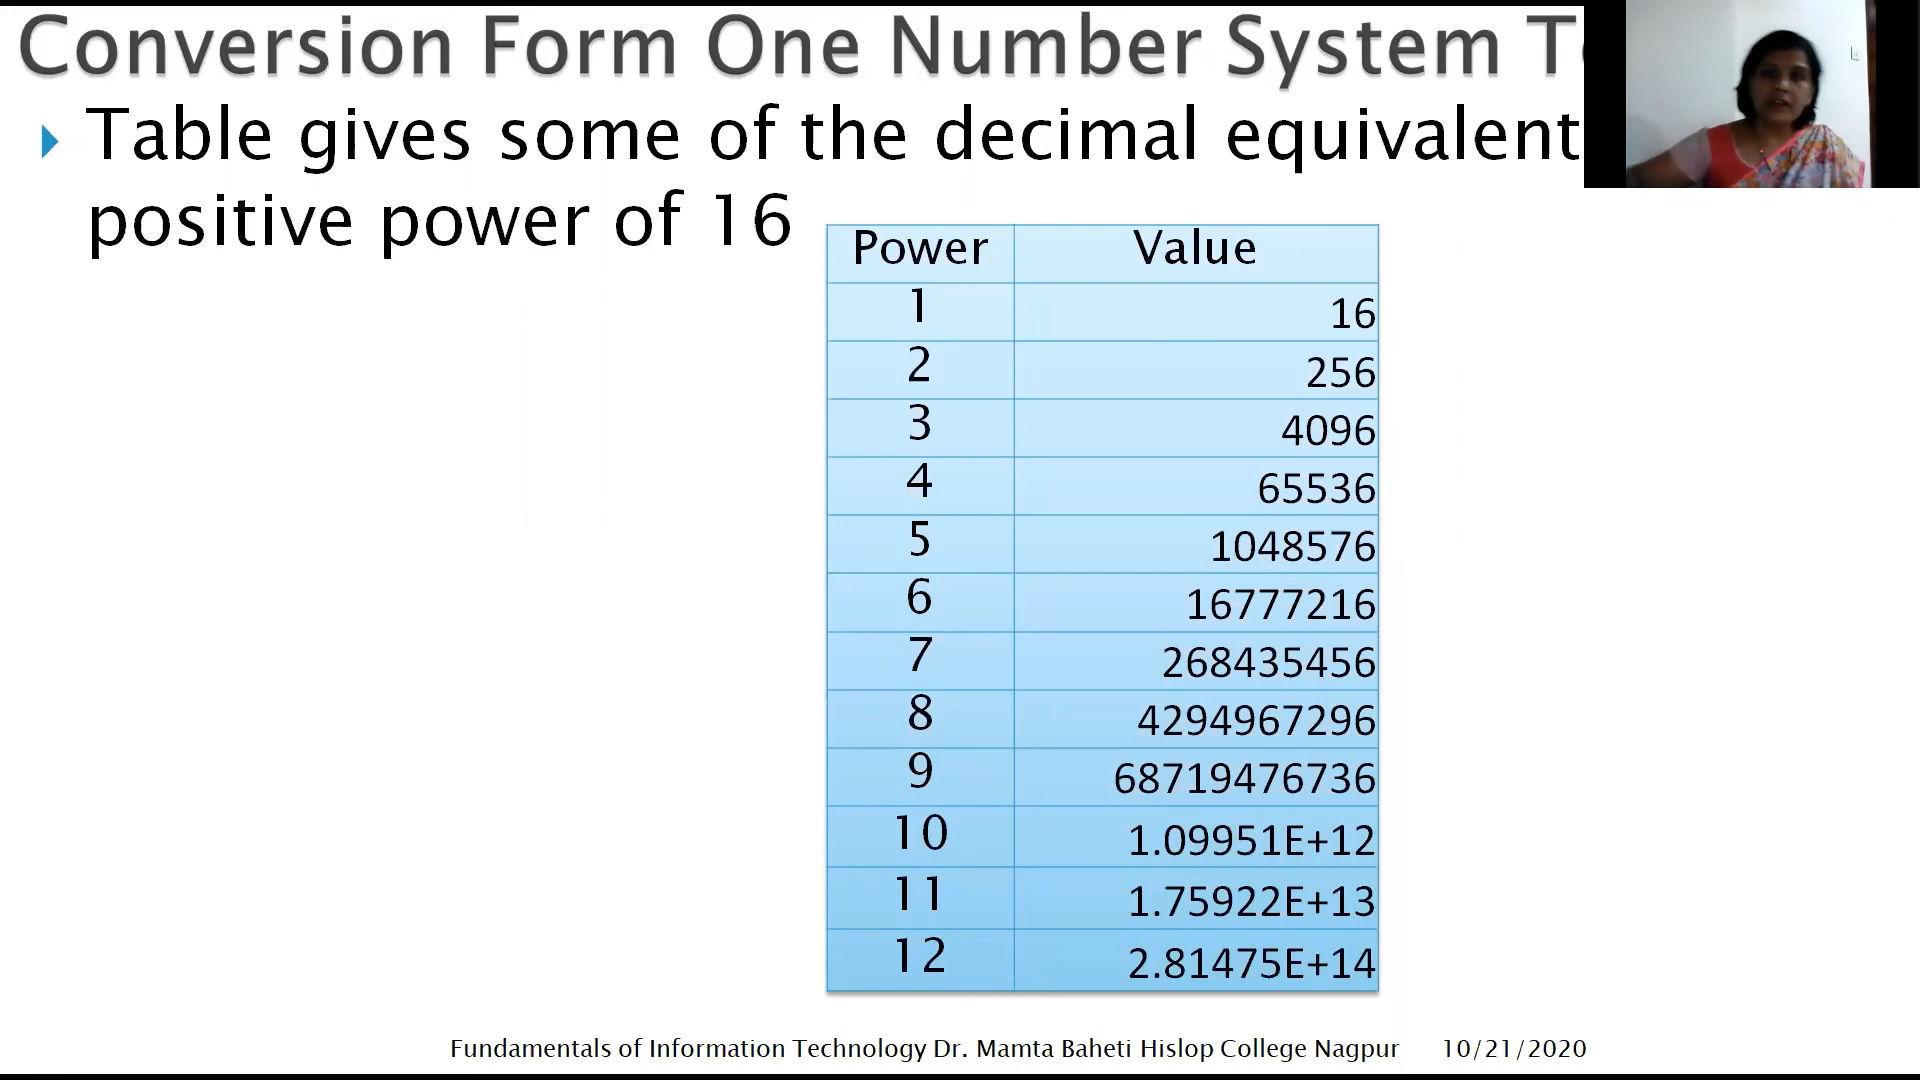 Conversion Form One Number System T
Table gives some of the decimal equivalent
positive power of 16
Power Value
1 16
2 256
3 4096
4 65536
5 1048576
6 16777216
7 268435456
8 4294967296
9 68719476736
10 1.09951E+12
11 1.75922E+13
12 2.81475E+14
Fundamentals of Information Technology Dr. Mamta Baheti Hislop College Nagpur 10/21/2020